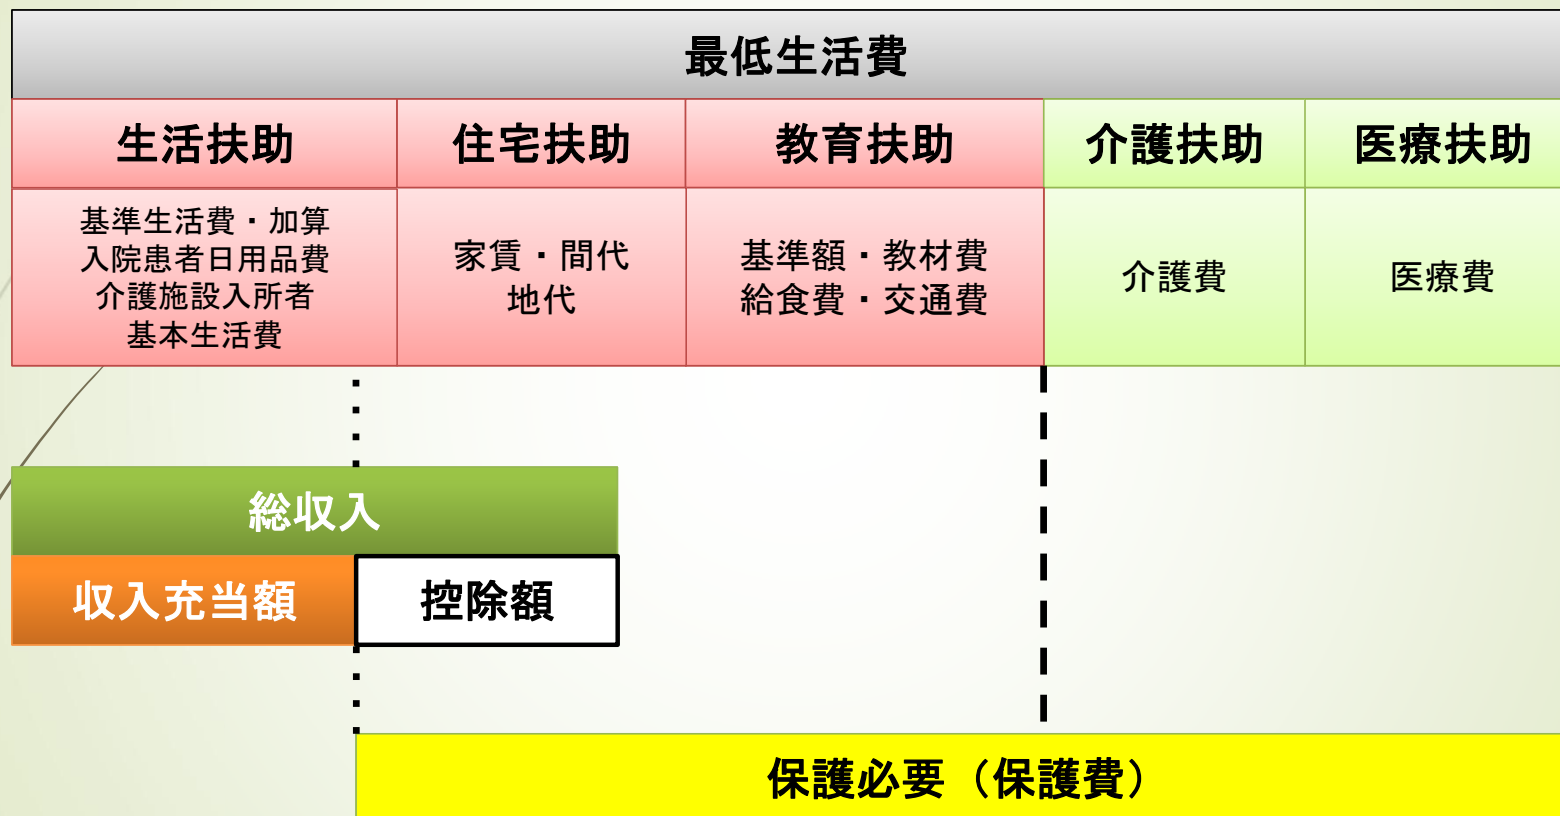 最低生活費
生活扶助
住宅扶助
教育扶助
介護扶助
医療扶助
基準生活費・加算
入院患者日用品費
介護施設入所者
基本生活費
家賃・間代
地代
基準額・教材費
給食費・交通費
介護費
医療費
総収入
収入充当額
控除額
保護必要（保護費）